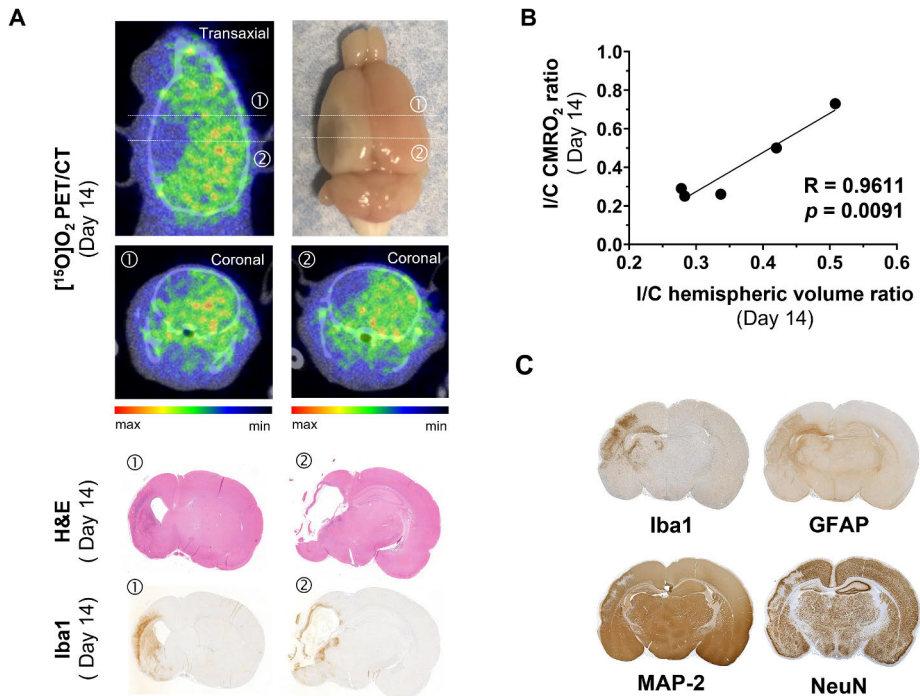 A
[¹⁵O]O₂ PET/CT
(Day 14)
Transaxial
①
②
①
②
① Coronal
② Coronal
max min
max min
H&E
( Day 14)
①
②
Iba1
( Day 14)
①
②
B
I/C CMRO₂ ratio
( Day 14)
1.0
0.8
0.6
0.4
0.2
0.0
R = 0.9611
p = 0.0091
0.2 0.3 0.4 0.5 0.6
I/C hemispheric volume ratio
(Day 14)
C
Iba1 GFAP
MAP-2 NeuN